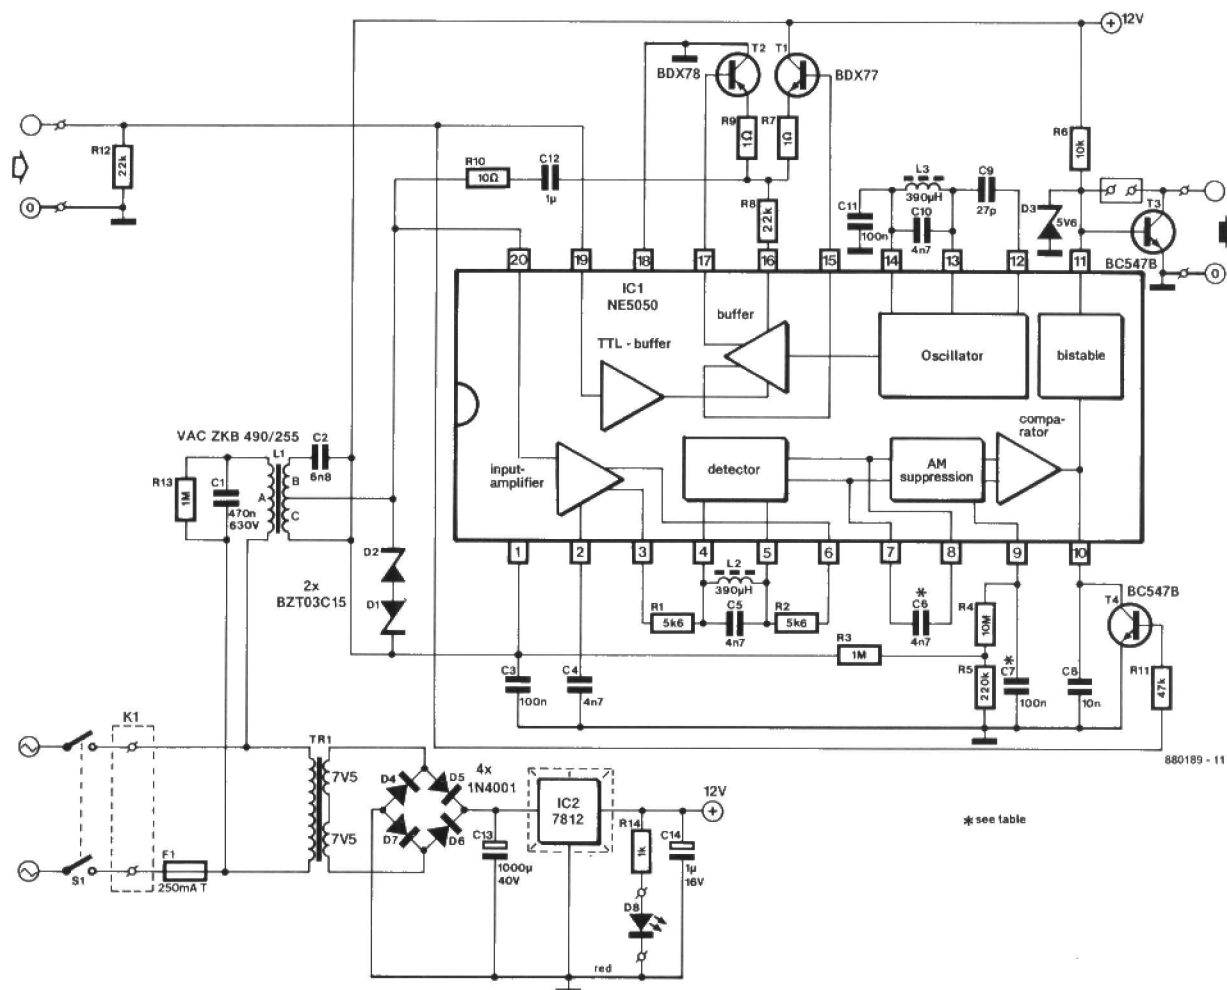 12V
T2
T1
BDX78
BDX77
R12
22k
0
R9
1Ω
R7
1Ω
R6
10k
R10
10Ω
C12
1µ
R8
22k
L3
390µH
C9
27p
C11
100n
C10
4n7
D3
5V6
T3
BC547B
0
20
19
18
17
16
15
14
13
12
11
IC1
NE5050
buffer
TTL - buffer
Oscillator
bistable
VAC ZKB 490/255
L1
C2
6n8
R13
1M
C1
470n
630V
A
B
C
input-
amplifier
detector
AM
suppression
compa-
rator
1
2
3
4
5
6
7
8
9
10
D2
2x
BZT03C15
D1
L2
390µH
R1
5k6
C5
4n7
R2
5k6
*
C6
4n7
R4
10M
BC547B
T4
R3
1M
C3
100n
C4
4n7
R5
220k
*
C7
100n
C8
10n
R11
47k
K1
TR1
7V5
7V5
4x
1N4001
D4
D5
D7
D6
IC2
7812
12V
C13
1000µ
40V
R14
1k
C14
1µ
16V
880189 - 11
* see table
S1
F1
250mA T
D8
red